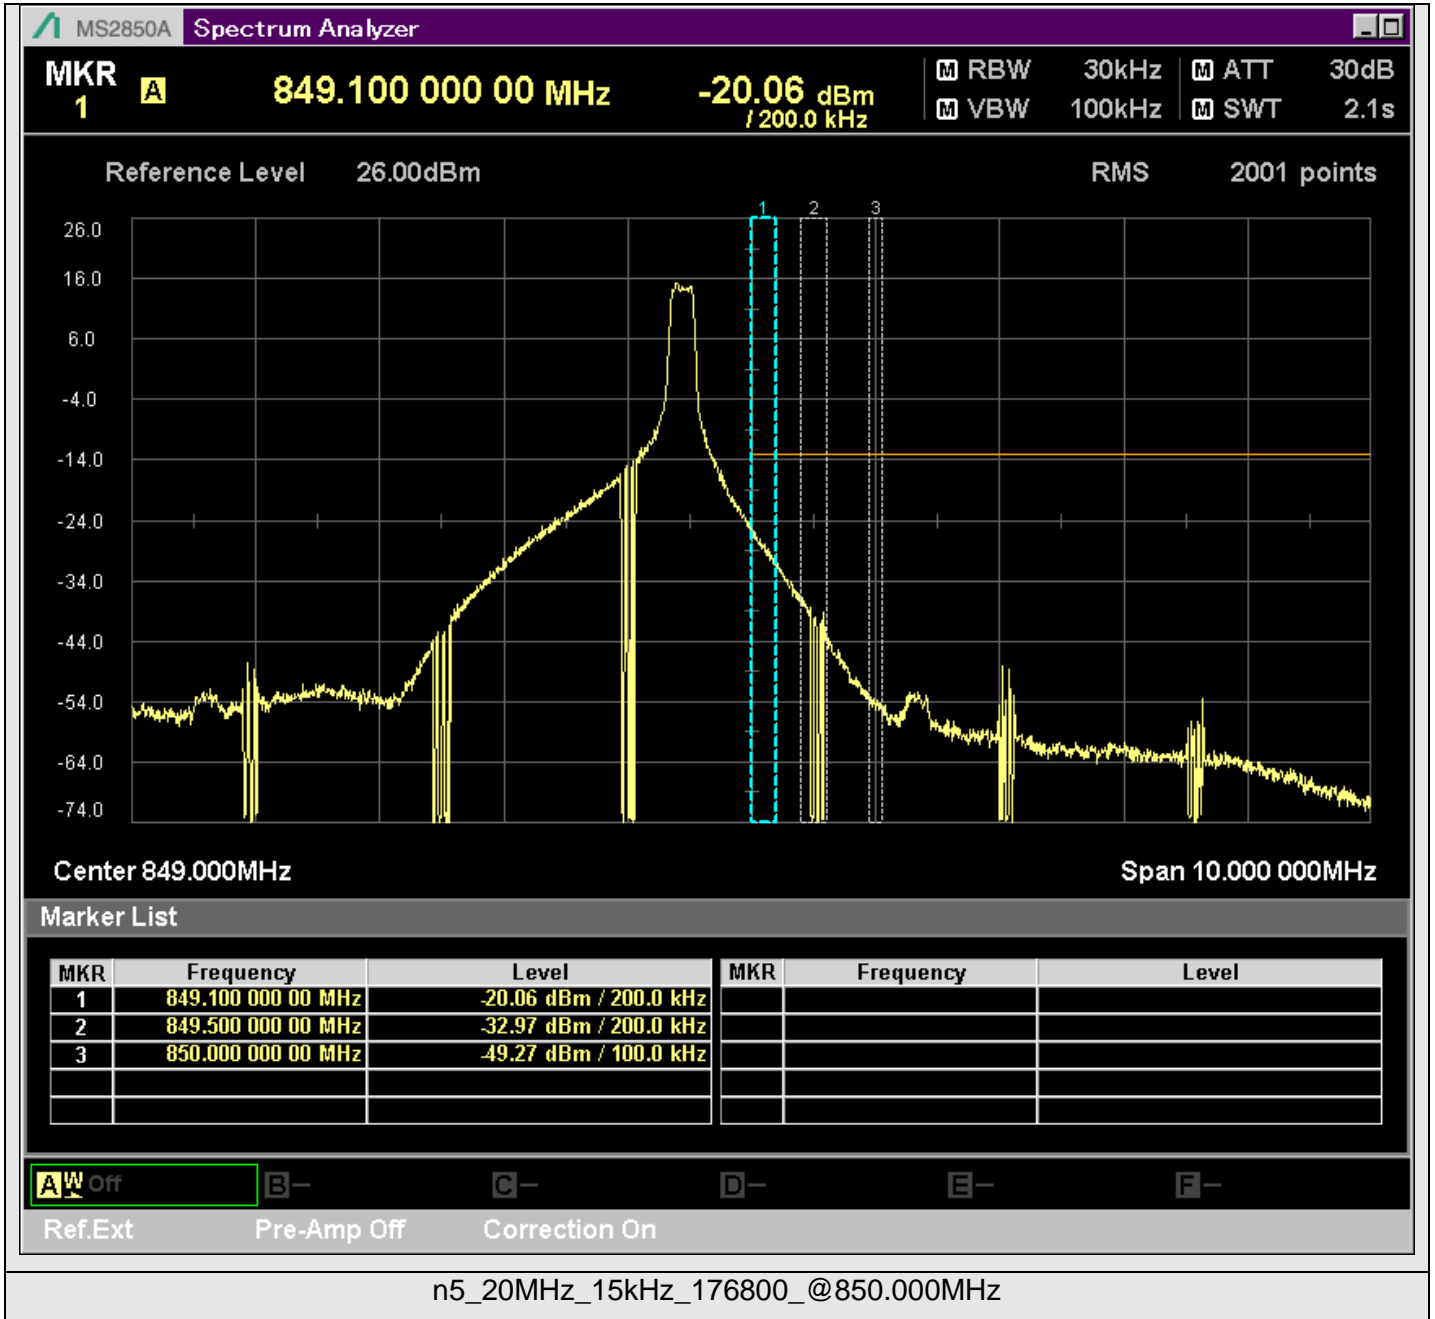 MS2850A Spectrum Analyzer
MKR 1 A 849.100 000 00 MHz -20.06 dBm / 200.0 kHz
M RBW 30kHz M ATT 30dB
M VBW 100kHz M SWT 2.1s
Reference Level 26.00dBm RMS 2001 points
1 2 3
26.0
16.0
6.0
-4.0
-14.0
-24.0
-34.0
-44.0
-54.0
-64.0
-74.0
Center 849.000MHz Span 10.000 000MHz
Marker List
MKR Frequency Level MKR Frequency Level
1 849.100 000 00 MHz -20.06 dBm / 200.0 kHz
2 849.500 000 00 MHz -32.97 dBm / 200.0 kHz
3 850.000 000 00 MHz -49.27 dBm / 100.0 kHz
A W Off B — C — D — E — F —
Ref.Ext Pre-Amp Off Correction On
n5_20MHz_15kHz_176800_@850.000MHz